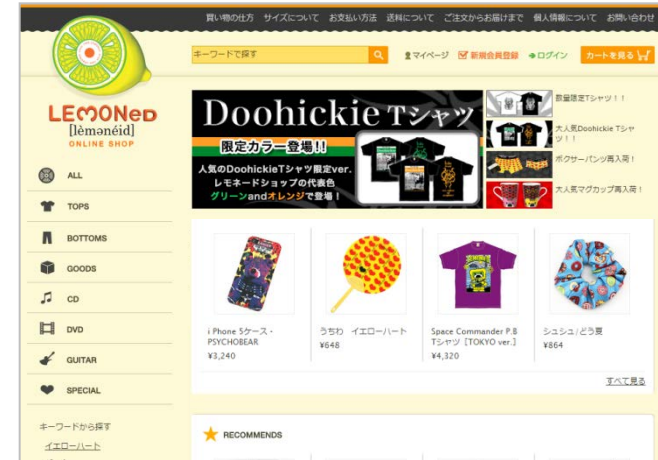 買い物の仕方 サイズについて お支払い方法 送料について ご注文からお届けまで 個人情報について お問い合わせ
キーワードで探す
マイページ 新規会員登録 ログイン カートを見る
LEMONeD
[lèmənéid]
ONLINE SHOP
ALL
TOPS
BOTTOMS
GOODS
CD
DVD
GUITAR
SPECIAL
キーワードから探す
イエローハート
Doohickie Tシャツ
限定カラー登場!!
人気のDoohickieTシャツ限定ver.
レモネードショップの代表色
グリーンandオレンジで登場!
数量限定Tシャツ!!
大人気Doohickie Tシャ
ツ!!
ボクサーパンツ再入荷!
大人気マグカップ再入荷!
i Phone 5ケース・
PSYCHOBEAR
¥3,240
うちわ イエローハート
¥648
Space Commander P.B
Tシャツ [TOKYO ver.]
¥4,320
シュシュ/どう夏
¥864
すべて見る
RECOMMENDS